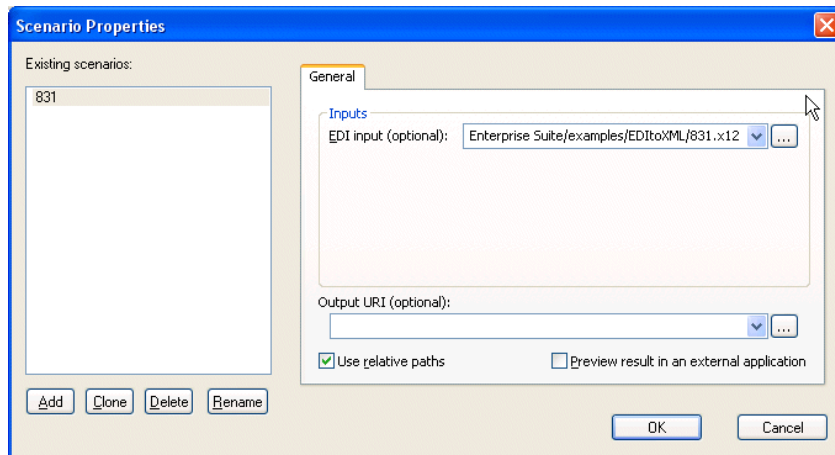 Scenario Properties
Existing scenarios:
831
General
Inputs
EDI input (optional):
Enterprise Suite/examples/EDItoXML/831.x12
...
Output URI (optional):
...
Use relative paths
Preview result in an external application
Add
Clone
Delete
Rename
OK
Cancel